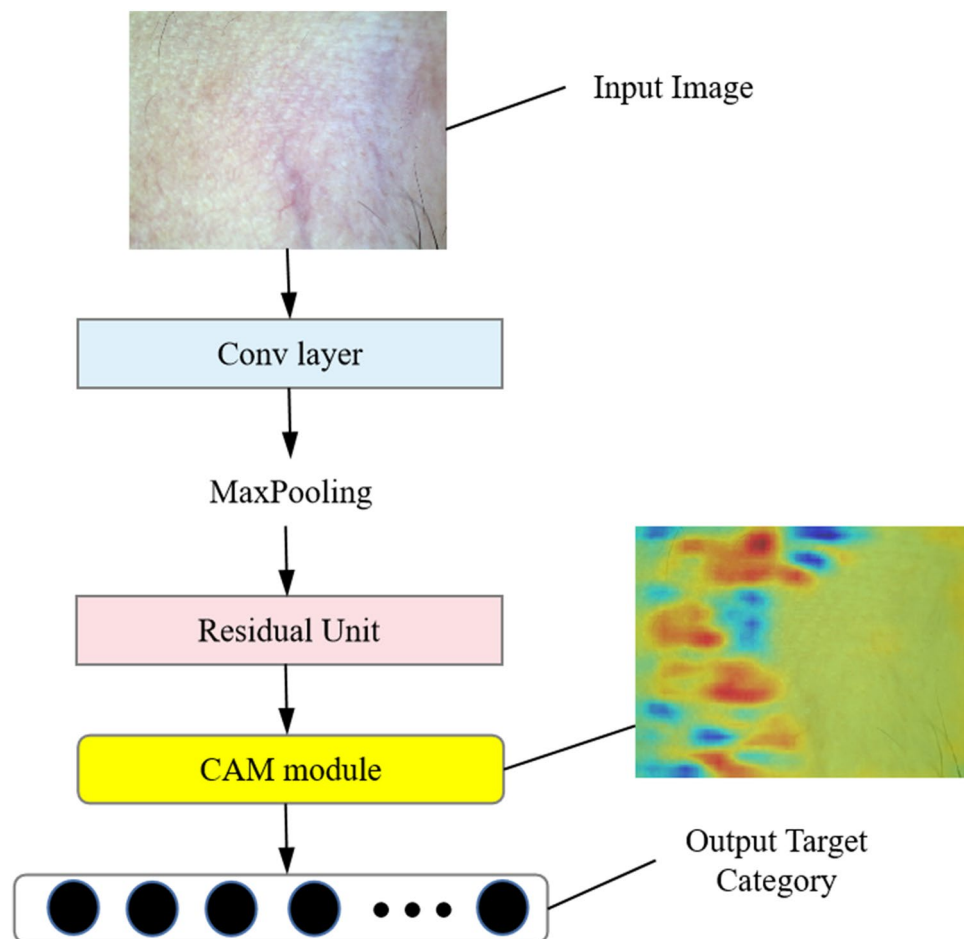 Input Image
Conv layer
MaxPooling
Residual Unit
CAM module
Output Target
Category